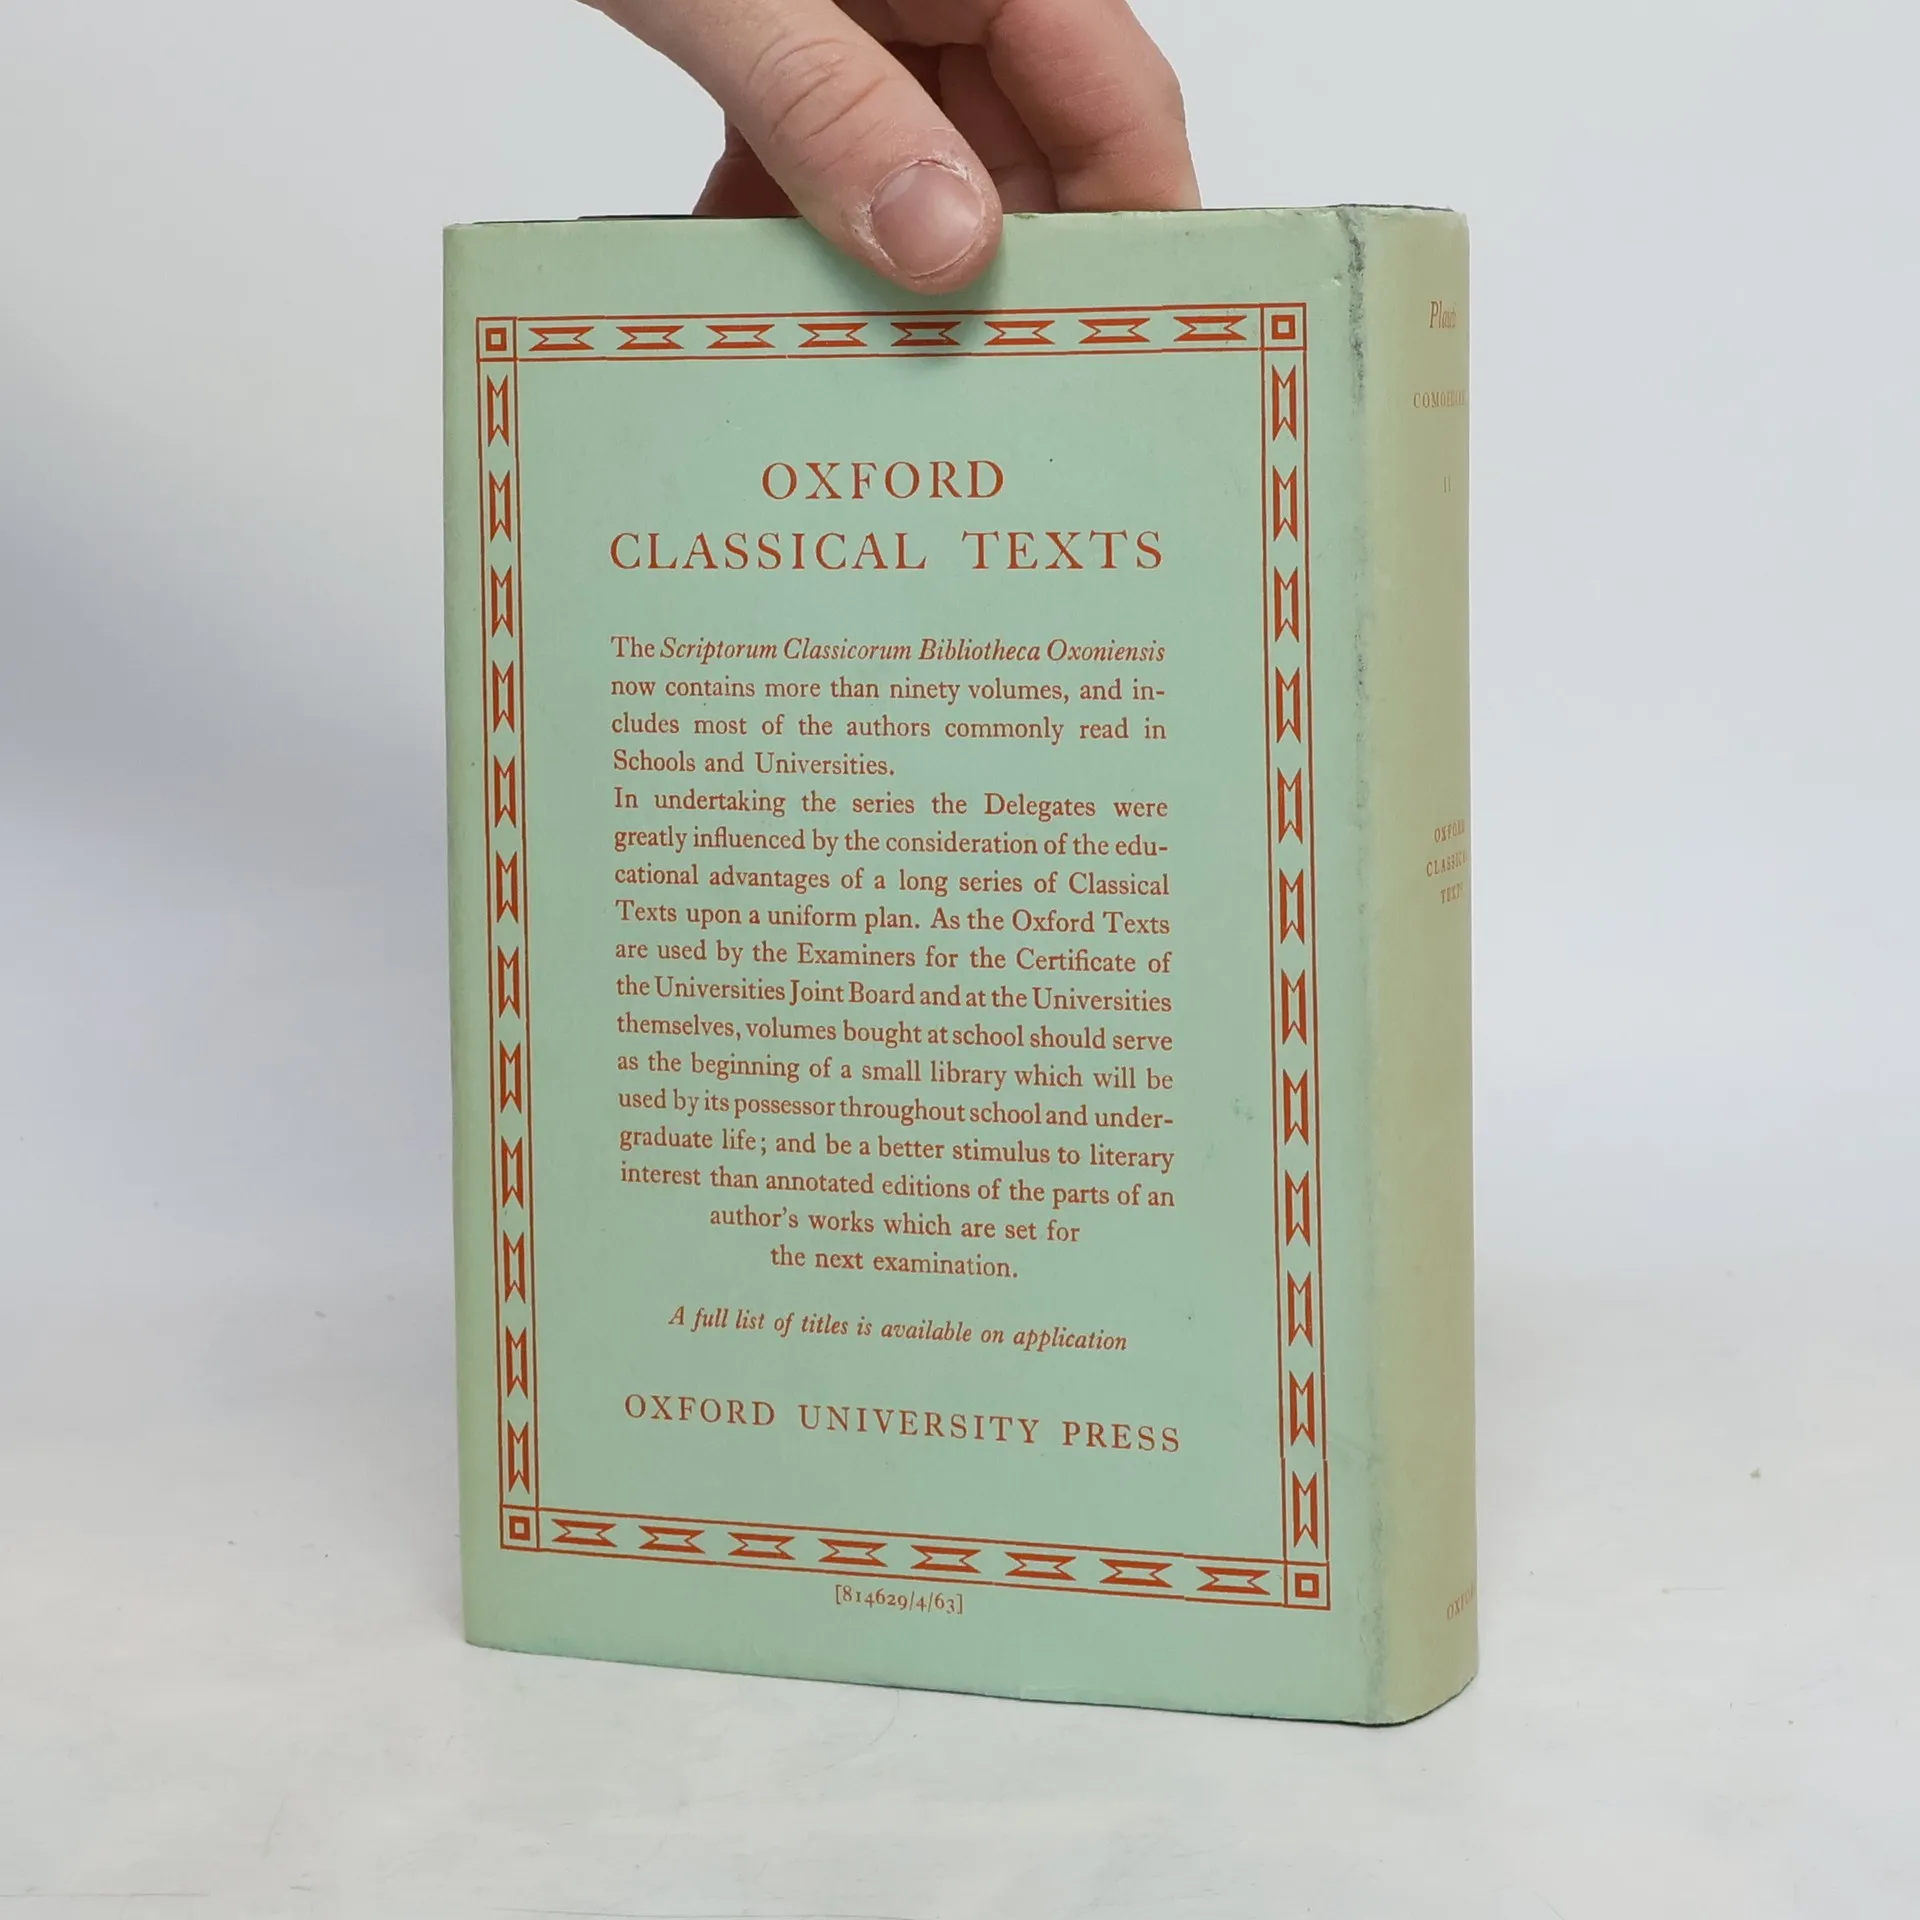 OXFORD
CLASSICAL TEXTS
The Scriptorum Classicorum Bibliotheca Oxoniensis
now contains more than ninety volumes, and in-
cludes most of the authors commonly read in
Schools and Universities.
In undertaking the series the Delegates were
greatly influenced by the consideration of the edu-
cational advantages of a long series of Classical
Texts upon a uniform plan. As the Oxford Texts
are used by the Examiners for the Certificate of
the Universities Joint Board and at the Universities
themselves, volumes bought at school should serve
as the beginning of a small library which will be
used by its possessor throughout school and under-
graduate life; and be a better stimulus to literary
interest than annotated editions of the parts of an
author's works which are set for
the next examination.
A full list of titles is available on application
OXFORD UNIVERSITY PRESS
[814629/4/63]
II
OXFORD
CLASSICAL
TEXTS
OXFORD